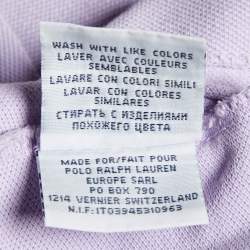 WASH WITH LIKE COLORS
LAVER AVEC COULEURS
SEMBLABLES
LAVARE CON COLORI SIMILI
LAVAR CON COLORES
SIMILARES
СТИРАТЬ С ИЗДЕЛИЯМИ
ПОХОЖЕГО ЦВЕТА
MADE FOR/FAIT POUR
POLO RALPH LAUREN
EUROPE SARL
PO BOX 790
1214 VERNIER SWITZERLAND
N.I.F:IT03945310963